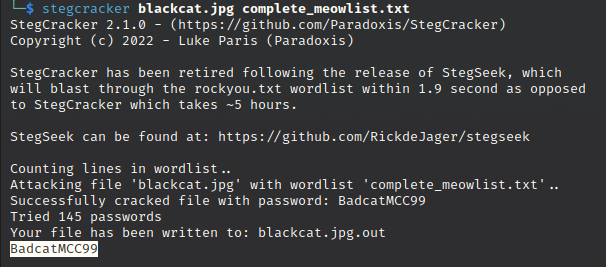 └─$ stegcracker blackcat.jpg complete_meowlist.txt
StegCracker 2.1.0 - (https://github.com/Paradoxis/StegCracker)
Copyright (c) 2022 - Luke Paris (Paradoxis)
StegCracker has been retired following the release of StegSeek, which
will blast through the rockyou.txt wordlist within 1.9 second as opposed
to StegCracker which takes ~5 hours.
StegSeek can be found at: https://github.com/RickdeJager/stegseek
Counting lines in wordlist..
Attacking file 'blackcat.jpg' with wordlist 'complete_meowlist.txt'..
Successfully cracked file with password: BadcatMCC99
Tried 145 passwords
Your file has been written to: blackcat.jpg.out
BadcatMCC99